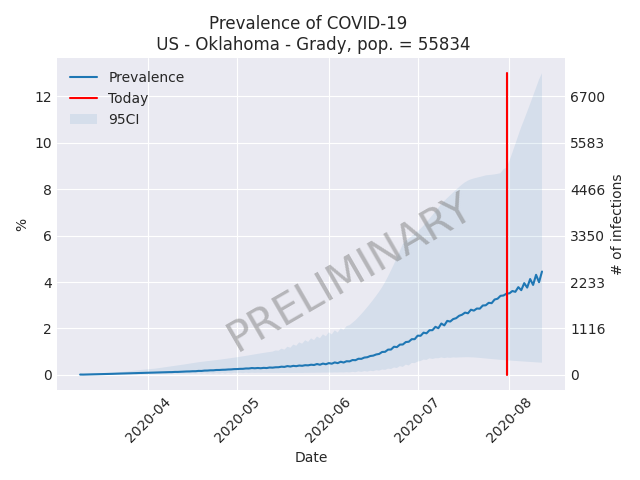 Prevalence of COVID-19
US - Oklahoma - Grady, pop. = 55834
Prevalence
Today
95CI
12
10
8
6
4
2
0
%
6700
5583
4466
3350
2233
1116
0
# of infections
PRELIMINARY
2020-04
2020-05
2020-06
2020-07
2020-08
Date